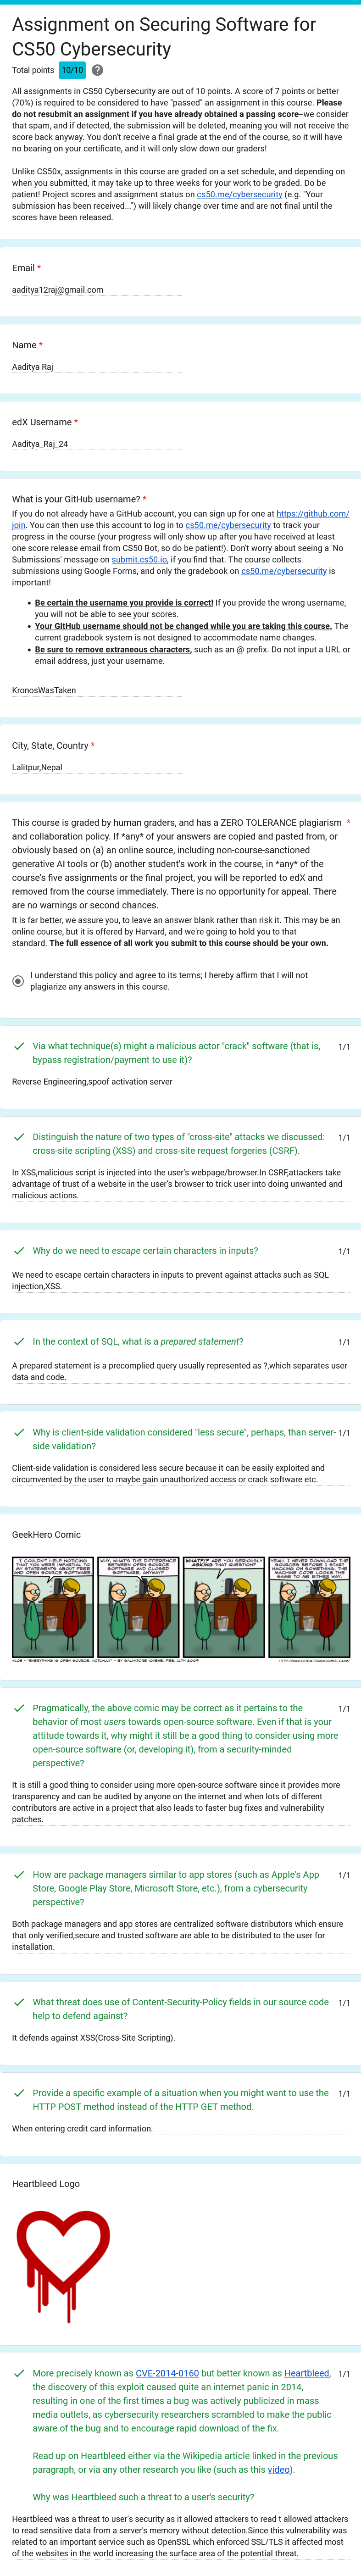 Assignment on Securing Software for
CS50 Cybersecurity
Total points 10/10 ?
All assignments in CS50 Cybersecurity are out of 10 points. A score of 7 points or better
(70%) is required to be considered to have "passed" an assignment in this course. Please
do not resubmit an assignment if you have already obtained a passing score--we consider
that spam, and if detected, the submission will be deleted, meaning you will not receive the
score back anyway. You don't receive a final grade at the end of the course, so it will have
no bearing on your certificate, and it will only slow down our graders!
Unlike CS50x, assignments in this course are graded on a set schedule, and depending on
when you submitted, it may take up to three weeks for your work to be graded. Do be
patient! Project scores and assignment status on cs50.me/cybersecurity (e.g. "Your
submission has been received...") will likely change over time and are not final until the
scores have been released.
Email *
aaditya12raj@gmail.com
Name *
Aaditya Raj
edX Username *
Aaditya_Raj_24
What is your GitHub username? *
If you do not already have a GitHub account, you can sign up for one at https://github.com/
join. You can then use this account to log in to cs50.me/cybersecurity to track your
progress in the course (your progress will only show up after you have received at least
one score release email from CS50 Bot, so do be patient!). Don't worry about seeing a 'No
Submissions' message on submit.cs50.io, if you find that. The course collects
submissions using Google Forms, and only the gradebook on cs50.me/cybersecurity is
important!
Be certain the username you provide is correct! If you provide the wrong username,
you will not be able to see your scores.
Your GitHub username should not be changed while you are taking this course. The
current gradebook system is not designed to accommodate name changes.
Be sure to remove extraneous characters, such as an @ prefix. Do not input a URL or
email address, just your username.
KronosWasTaken
City, State, Country *
Lalitpur,Nepal
This course is graded by human graders, and has a ZERO TOLERANCE plagiarism *
and collaboration policy. If *any* of your answers are copied and pasted from, or
obviously based on (a) an online source, including non-course-sanctioned
generative AI tools or (b) another student's work in the course, in *any* of the
course's five assignments or the final project, you will be reported to edX and
removed from the course immediately. There is no opportunity for appeal. There
are no warnings or second chances.
It is far better, we assure you, to leave an answer blank rather than risk it. This may be an
online course, but it is offered by Harvard, and we're going to hold you to that
standard. The full essence of all work you submit to this course should be your own.
I understand this policy and agree to its terms; I hereby affirm that I will not
plagiarize any answers in this course.
Via what technique(s) might a malicious actor "crack" software (that is, 1/1
bypass registration/payment to use it)?
Reverse Engineering,spoof activation server
Distinguish the nature of two types of "cross-site" attacks we discussed: 1/1
cross-site scripting (XSS) and cross-site request forgeries (CSRF).
In XSS,malicious script is injected into the user's webpage/browser.In CSRF,attackers take
advantage of trust of a website in the user's browser to trick user into doing unwanted and
malicious actions.
Why do we need to escape certain characters in inputs? 1/1
We need to escape certain characters in inputs to prevent against attacks such as SQL
injection,XSS.
In the context of SQL, what is a prepared statement? 1/1
A prepared statement is a precomplied query usually represented as ?,which separates user
data and code.
Why is client-side validation considered "less secure", perhaps, than server- 1/1
side validation?
Client-side validation is considered less secure because it can be easily exploited and
circumvented by the user to maybe gain unauthorized access or crack software etc.
GeekHero Comic
I COULDN'T HELP NOTICING
THAT YOU WERE IMPARTIAL TO
MY STATEMENTS ABOUT FREE
AND OPEN SOURCE SOFTWARE.
WHY, WHAT'S THE DIFFERENCE
BETWEEN OPEN SOURCE
SOFTWARE AND CLOSED
SOFTWARE, ANYWAY?
WHAT?!? ARE YOU SERIOUSLY
ASKING THAT QUESTION?
YEAH. I NEVER DOWNLOAD THE
SOURCES BEFORE I START
HACKING ON SOMETHING. THE
MACHINE CODE LOOKS THE
SAME TO ME EITHER WAY.
#108 - "EVERYTHING IS OPEN SOURCE, ACTUALLY" - BY SALVATORE IOVENE, FEB. 11TH 2009
HTTP://WWW.GEEKHEROCOMIC.COM/
Pragmatically, the above comic may be correct as it pertains to the 1/1
behavior of most users towards open-source software. Even if that is your
attitude towards it, why might it still be a good thing to consider using more
open-source software (or, developing it), from a security-minded
perspective?
It is still a good thing to consider using more open-source software since it provides more
transparency and can be audited by anyone on the internet and when lots of different
contributors are active in a project that also leads to faster bug fixes and vulnerability
patches.
How are package managers similar to app stores (such as Apple's App 1/1
Store, Google Play Store, Microsoft Store, etc.), from a cybersecurity
perspective?
Both package managers and app stores are centralized software distributors which ensure
that only verified,secure and trusted software are able to be distributed to the user for
installation.
What threat does use of Content-Security-Policy fields in our source code 1/1
help to defend against?
It defends against XSS(Cross-Site Scripting).
Provide a specific example of a situation when you might want to use the 1/1
HTTP POST method instead of the HTTP GET method.
When entering credit card information.
Heartbleed Logo
More precisely known as CVE-2014-0160 but better known as Heartbleed, 1/1
the discovery of this exploit caused quite an internet panic in 2014,
resulting in one of the first times a bug was actively publicized in mass
media outlets, as cybersecurity researchers scrambled to make the public
aware of the bug and to encourage rapid download of the fix.
Read up on Heartbleed either via the Wikipedia article linked in the previous
paragraph, or via any other research you like (such as this video).
Why was Heartbleed such a threat to a user's security?
Heartbleed was a threat to user's security as it allowed attackers to read t allowed attackers
to read sensitive data from a server's memory without detection.Since this vulnerability was
related to an important service such as OpenSSL which enforced SSL/TLS it affected most
of the websites in the world increasing the surface area of the potential threat.